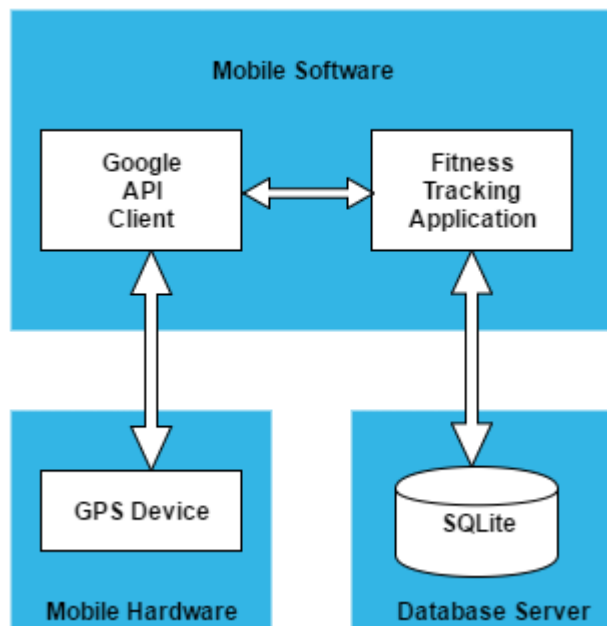 Mobile Software
Google
API
Client
Fitness
Tracking
Application
GPS Device
SQLite
Mobile Hardware
Database Server